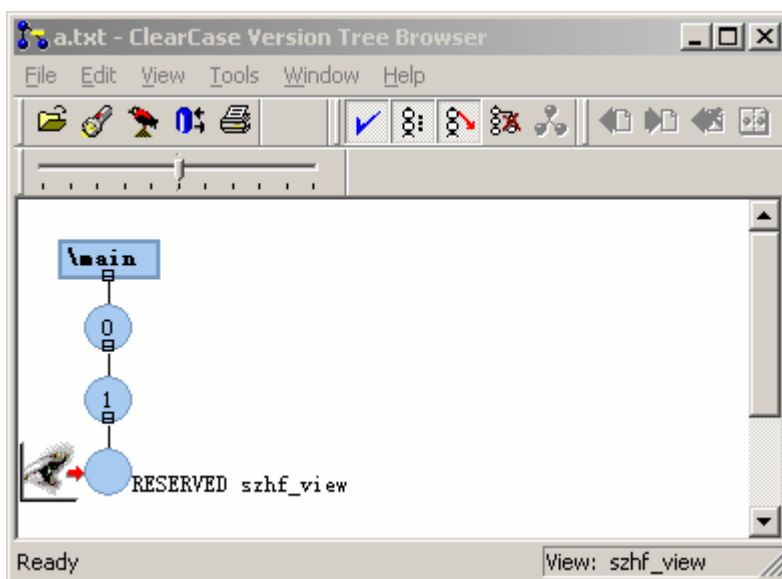 a.txt - ClearCase Version Tree Browser
File Edit View Tools Window Help
\main
0
1
RESERVED szhf_view
Ready View: szhf_view